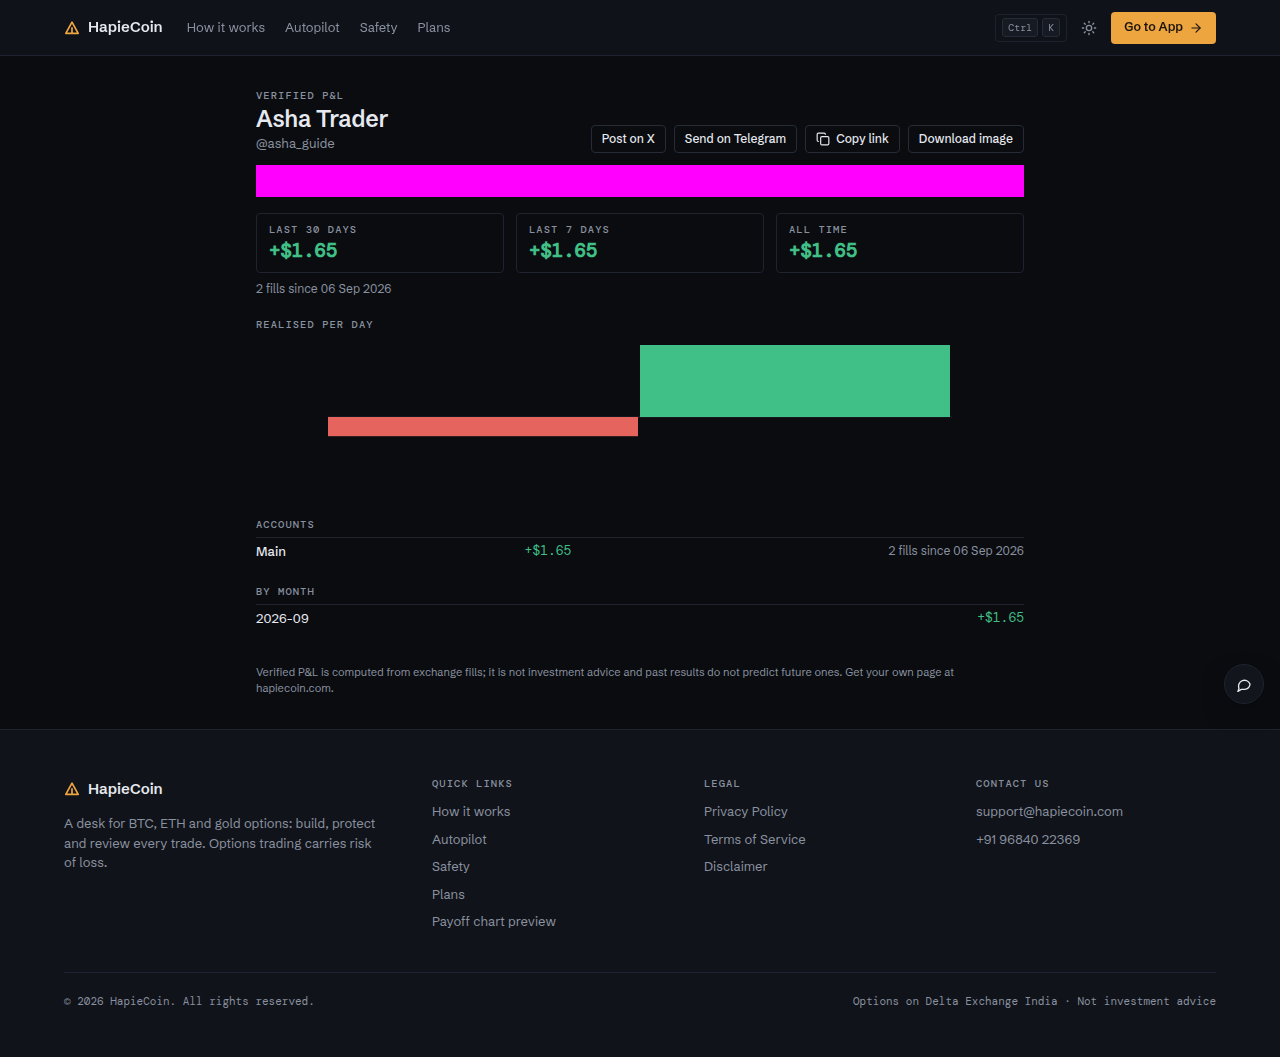 HapieCoin
How it works
Autopilot
Safety
Plans
Ctrl K
Go to App
VERIFIED P&L
Asha Trader
@asha_guide
Post on X
Send on Telegram
Copy link
Download image
LAST 30 DAYS
+$1.65
LAST 7 DAYS
+$1.65
ALL TIME
+$1.65
2 fills since 06 Sep 2026
REALISED PER DAY
ACCOUNTS
Main +$1.65 2 fills since 06 Sep 2026
BY MONTH
2026-09 +$1.65
Verified P&L is computed from exchange fills; it is not investment advice and past results do not predict future ones. Get your own page at
hapiecoin.com.
HapieCoin
A desk for BTC, ETH and gold options: build, protect
and review every trade. Options trading carries risk
of loss.
QUICK LINKS
How it works
Autopilot
Safety
Plans
Payoff chart preview
LEGAL
Privacy Policy
Terms of Service
Disclaimer
CONTACT US
support@hapiecoin.com
+91 96840 22369
© 2026 HapieCoin. All rights reserved.
Options on Delta Exchange India · Not investment advice